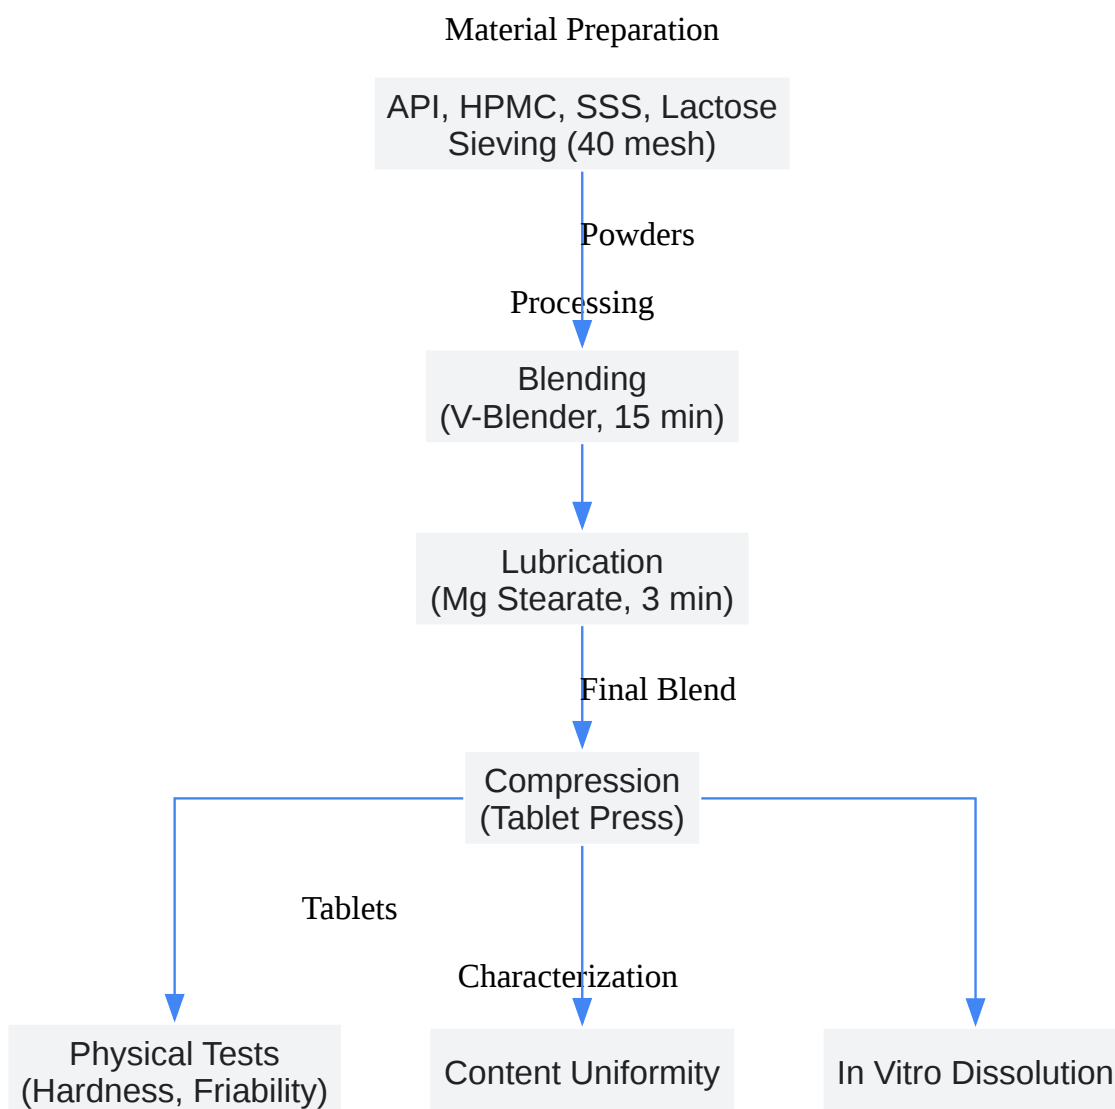 Material Preparation
API, HPMC, SSS, Lactose
Sieving (40 mesh)
Powders
Processing
Blending
(V-Blender, 15 min)
Lubrication
(Mg Stearate, 3 min)
Final Blend
Compression
(Tablet Press)
Tablets
Characterization
Physical Tests
(Hardness, Friability)
Content Uniformity
In Vitro Dissolution